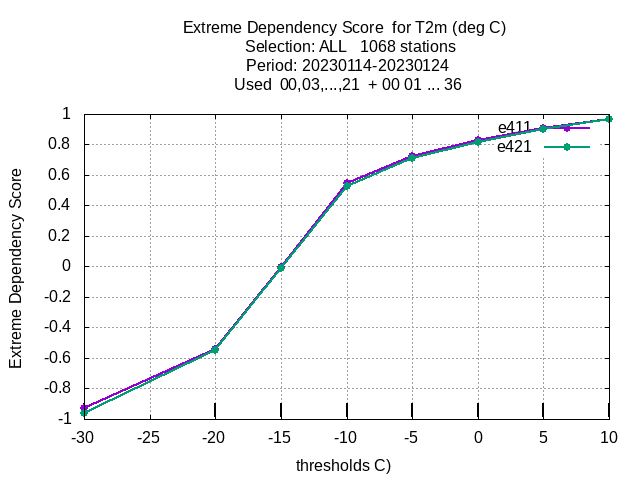 Extreme Dependency Score  for T2m (deg C)
Selection: ALL   1068 stations
Period: 20230114-20230124
Used  00,03,...,21  + 00 01 ... 36
Extreme Dependency Score
1
0.8
0.6
0.4
0.2
0
-0.2
-0.4
-0.6
-0.8
-1
e411
e421
-30 -25 -20 -15 -10 -5 0 5 10
thresholds C)